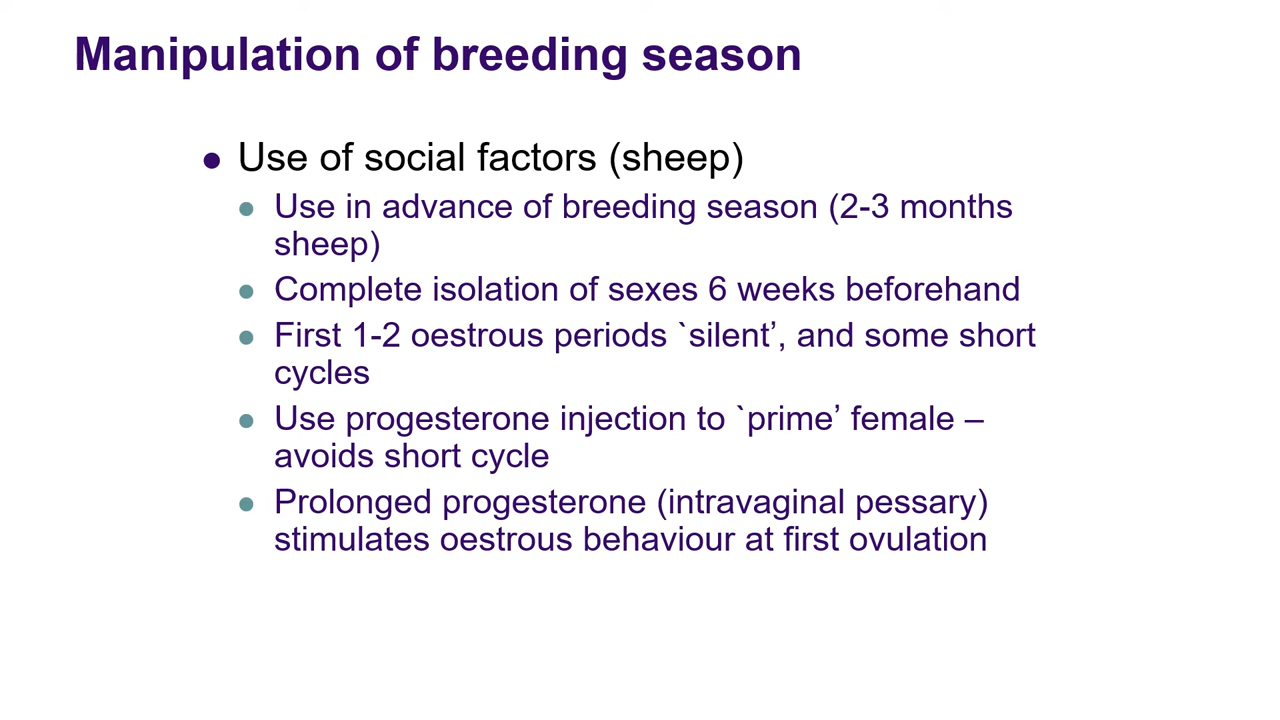 Manipulation of breeding season
Use of social factors (sheep)
Use in advance of breeding season (2-3 months
sheep)
Complete isolation of sexes 6 weeks beforehand
First 1-2 oestrous periods `silent’, and some short
cycles
Use progesterone injection to `prime’ female –
avoids short cycle
Prolonged progesterone (intravaginal pessary)
stimulates oestrous behaviour at first ovulation